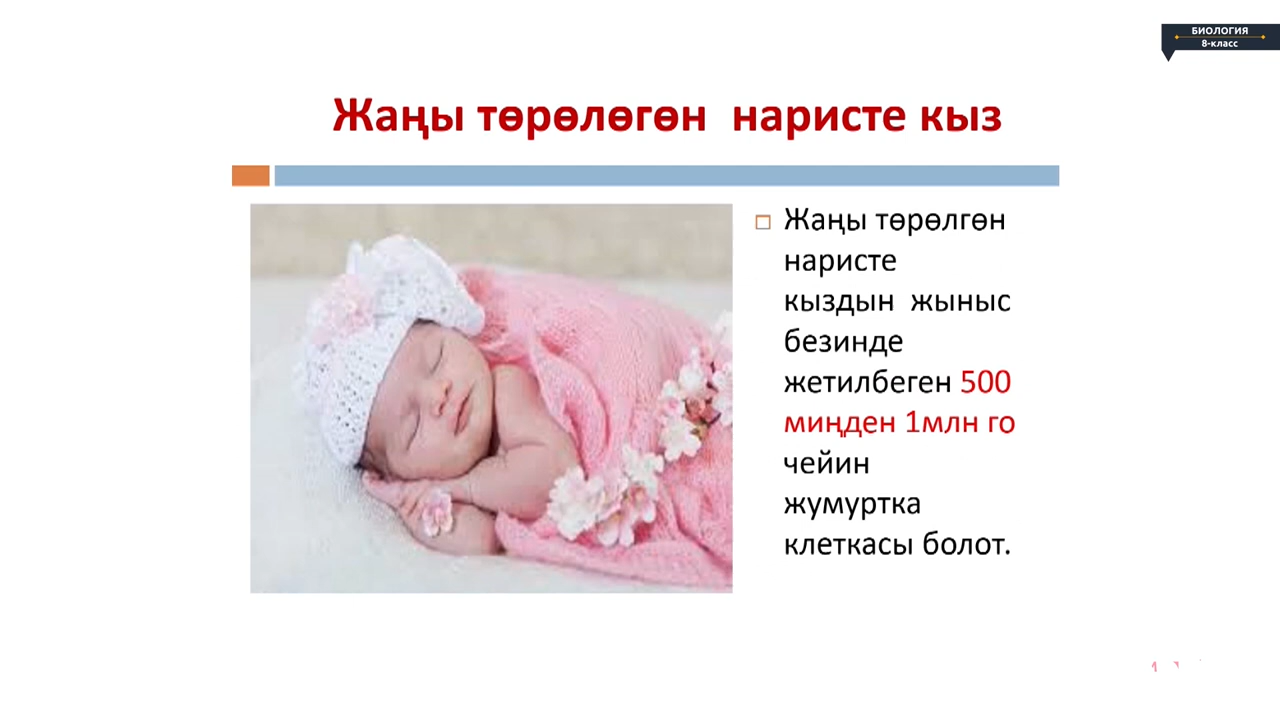 БИОЛОГИЯ
8-класс
Жаңы төрөлөгөн наристе кыз
Жаңы төрөлгөн
наристе
кыздын жыныс
безинде
жетилбеген 500
миңден 1млн го
чейин
жумуртка
клеткасы болот.